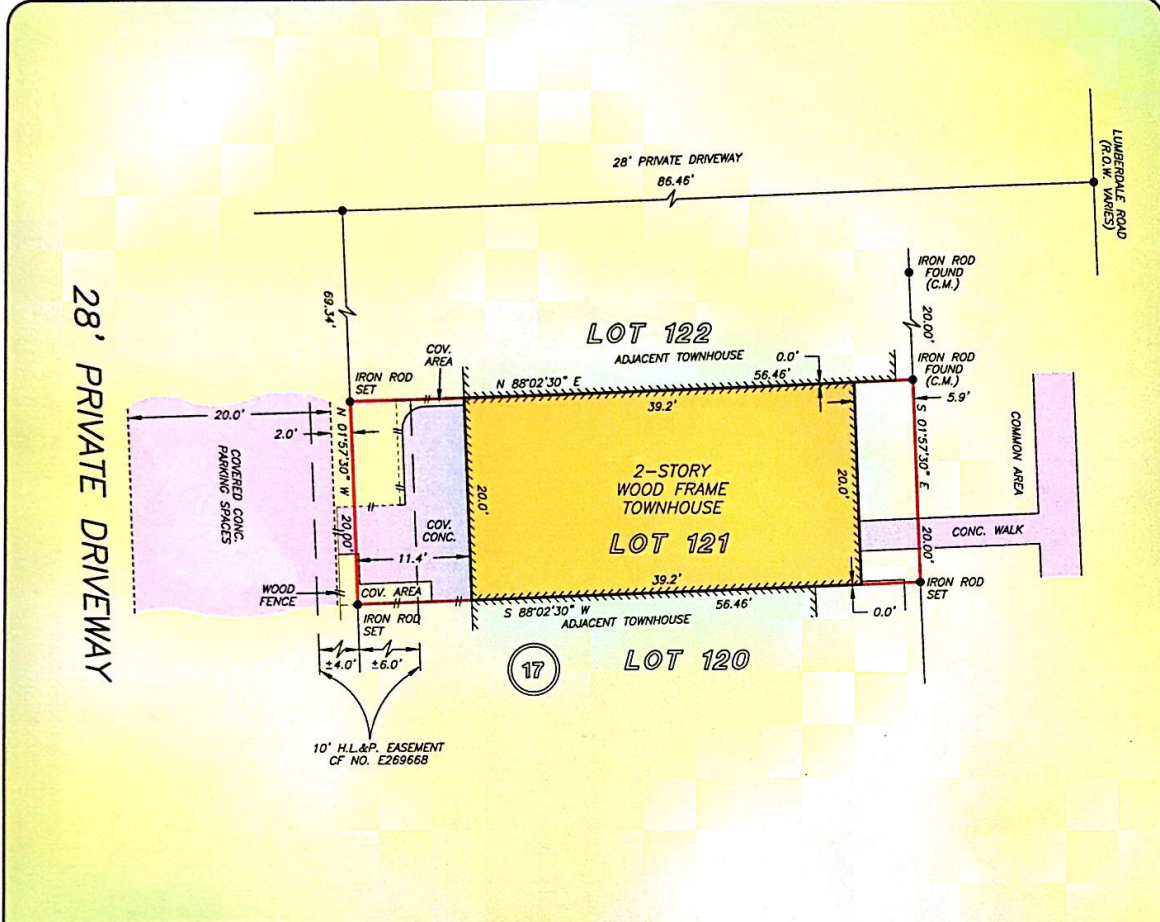 LUMBERDALE ROAD
(R.O.W. VARIES)
28' PRIVATE DRIVEWAY
86.46'
IRON ROD
FOUND
(C.M.)
20.00'
69.34'
LOT 122
ADJACENT TOWNHOUSE
0.0'
IRON ROD
FOUND
(C.M.)
COV.
AREA
IRON ROD
SET
N 88°02'30" E
56.46'
39.2'
5.9'
S 01°57'30" E
20.00'
COMMON AREA
28' PRIVATE DRIVEWAY
20.0'
2.0'
N 01°57'30" W
20.00'
COVERED CONC.
PARKING SPACES
2-STORY
WOOD FRAME
TOWNHOUSE
LOT 121
20.0'
20.0'
COV.
CONC.
CONC. WALK
11.4'
WOOD
FENCE
COV. AREA
39.2'
IRON ROD
SET
IRON ROD
SET
S 88°02'30" W
56.46'
0.0'
ADJACENT TOWNHOUSE
±4.0'
±6.0'
17
LOT 120
10' H.L.&P. EASEMENT
CF NO. E269668